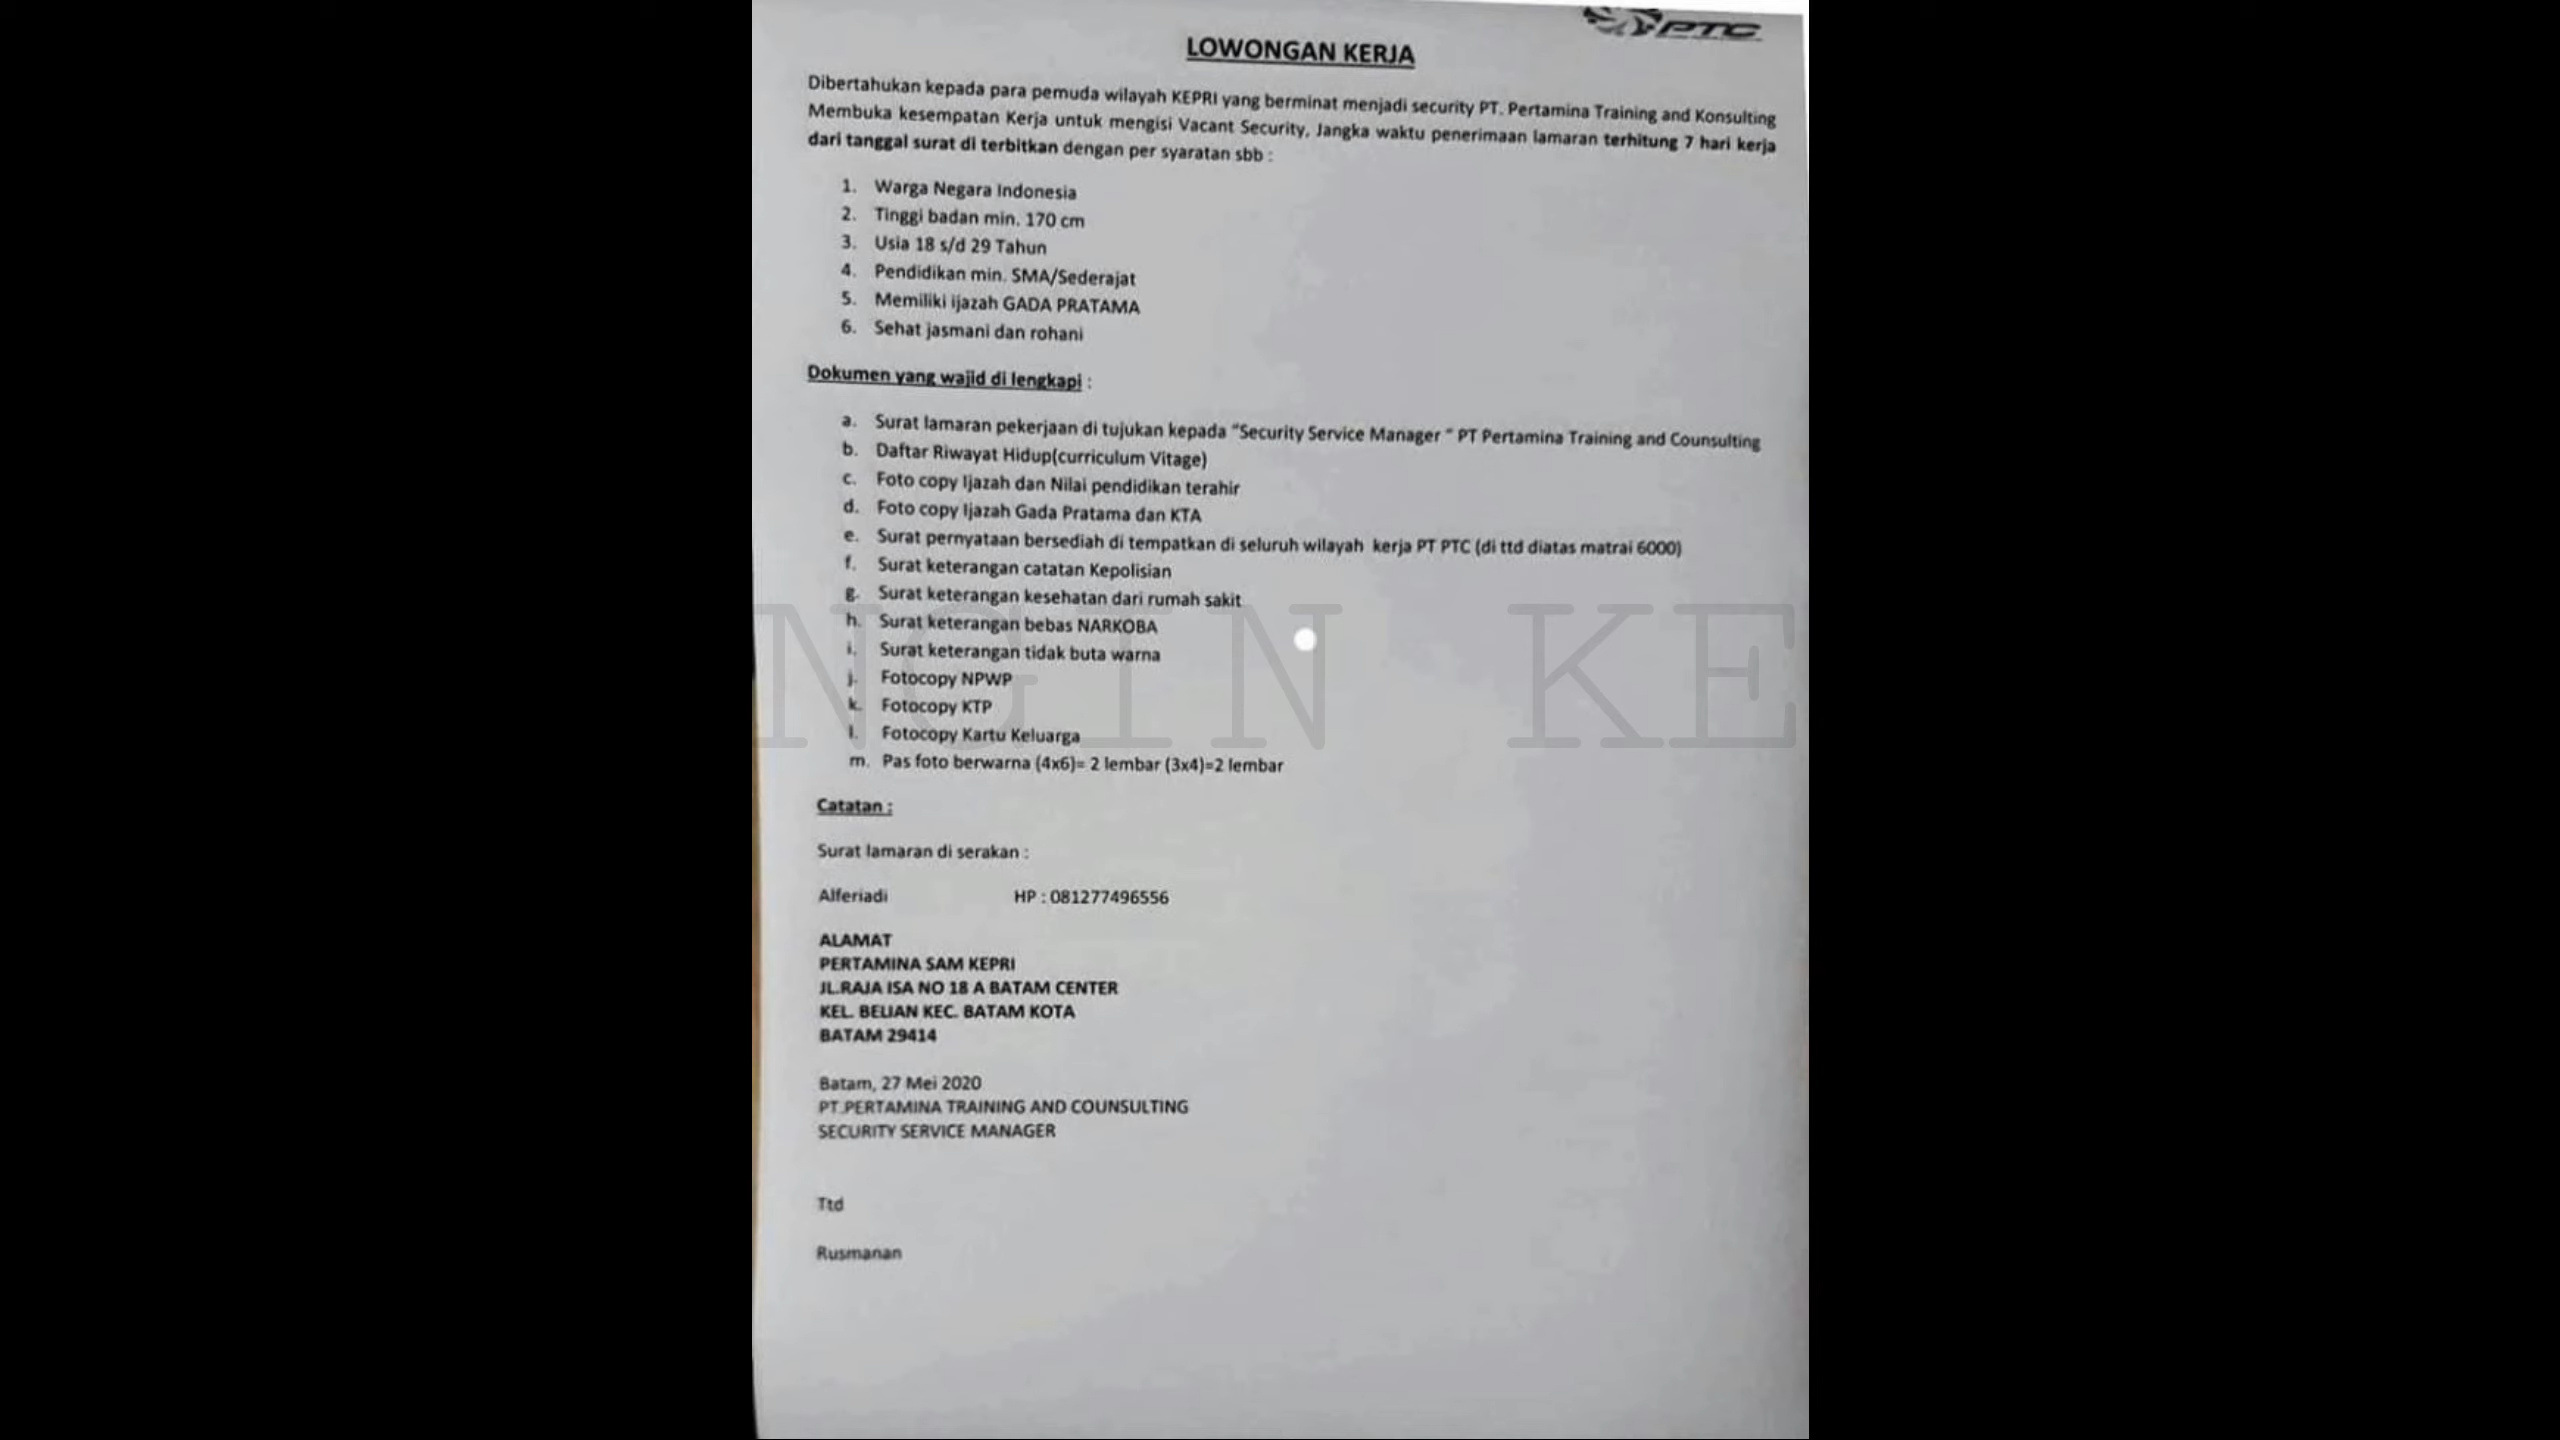 PTC
LOWONGAN KERJA
Dibertahukan kepada para pemuda wilayah KEPRI yang berminat menjadi security PT. Pertamina Training and Konsulting
Membuka kesempatan Kerja untuk mengisi Vacant Security, Jangka waktu penerimaan lamaran terhitung 7 hari kerja
dari tanggal surat di terbitkan dengan per syaratan sbb :
1. Warga Negara Indonesia
2. Tinggi badan min. 170 cm
3. Usia 18 s/d 29 Tahun
4. Pendidikan min. SMA/Sederajat
5. Memiliki ijazah GADA PRATAMA
6. Sehat jasmani dan rohani
Dokumen yang wajid di lengkapi :
a. Surat lamaran pekerjaan di tujukan kepada "Security Service Manager " PT Pertamina Training and Counsulting
b. Daftar Riwayat Hidup(curriculum Vitage)
c. Foto copy Ijazah dan Nilai pendidikan terahir
d. Foto copy Ijazah Gada Pratama dan KTA
e. Surat pernyataan bersediah di tempatkan di seluruh wilayah kerja PT PTC (di ttd diatas matrai 6000)
f. Surat keterangan catatan Kepolisian
g. Surat keterangan kesehatan dari rumah sakit
h. Surat keterangan bebas NARKOBA
i. Surat keterangan tidak buta warna
j. Fotocopy NPWP
k. Fotocopy KTP
l. Fotocopy Kartu Keluarga
m. Pas foto berwarna (4x6)= 2 lembar (3x4)=2 lembar
NGIN KE
Catatan :
Surat lamaran di serakan :
Alferiadi HP : 081277496556
ALAMAT
PERTAMINA SAM KEPRI
JL.RAJA ISA NO 18 A BATAM CENTER
KEL. BELIAN KEC. BATAM KOTA
BATAM 29414
Batam, 27 Mei 2020
PT.PERTAMINA TRAINING AND COUNSULTING
SECURITY SERVICE MANAGER
Ttd
Rusmanan